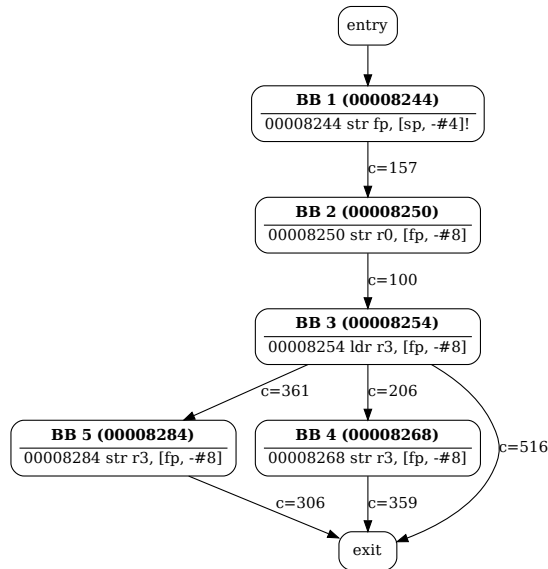 entry
BB 1 (00008244)
00008244 str fp, [sp, -#4]!
c=157
BB 2 (00008250)
00008250 str r0, [fp, -#8]
c=100
BB 3 (00008254)
00008254 ldr r3, [fp, -#8]
c=361
c=206
BB 5 (00008284)
00008284 str r3, [fp, -#8]
BB 4 (00008268)
00008268 str r3, [fp, -#8]
c=516
c=306
c=359
exit